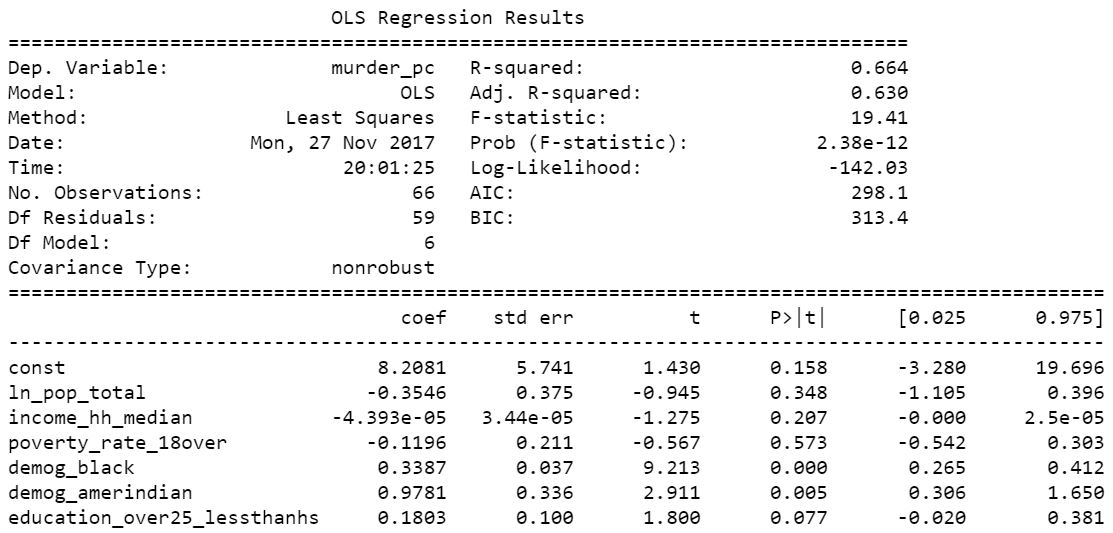 OLS Regression Results
==============================================================================
Dep. Variable: murder_pc R-squared: 0.664
Model: OLS Adj. R-squared: 0.630
Method: Least Squares F-statistic: 19.41
Date: Mon, 27 Nov 2017 Prob (F-statistic): 2.38e-12
Time: 20:01:25 Log-Likelihood: -142.03
No. Observations: 66 AIC: 298.1
Df Residuals: 59 BIC: 313.4
Df Model: 6
Covariance Type: nonrobust
===============================================================================================
coef std err t P>|t| [0.025 0.975]
-----------------------------------------------------------------------------------------------
const 8.2081 5.741 1.430 0.158 -3.280 19.696
ln_pop_total -0.3546 0.375 -0.945 0.348 -1.105 0.396
income_hh_median -4.393e-05 3.44e-05 -1.275 0.207 -0.000 2.5e-05
poverty_rate_18over -0.1196 0.211 -0.567 0.573 -0.542 0.303
demog_black 0.3387 0.037 9.213 0.000 0.265 0.412
demog_amerindian 0.9781 0.336 2.911 0.005 0.306 1.650
education_over25_lessthanhs 0.1803 0.100 1.800 0.077 -0.020 0.381